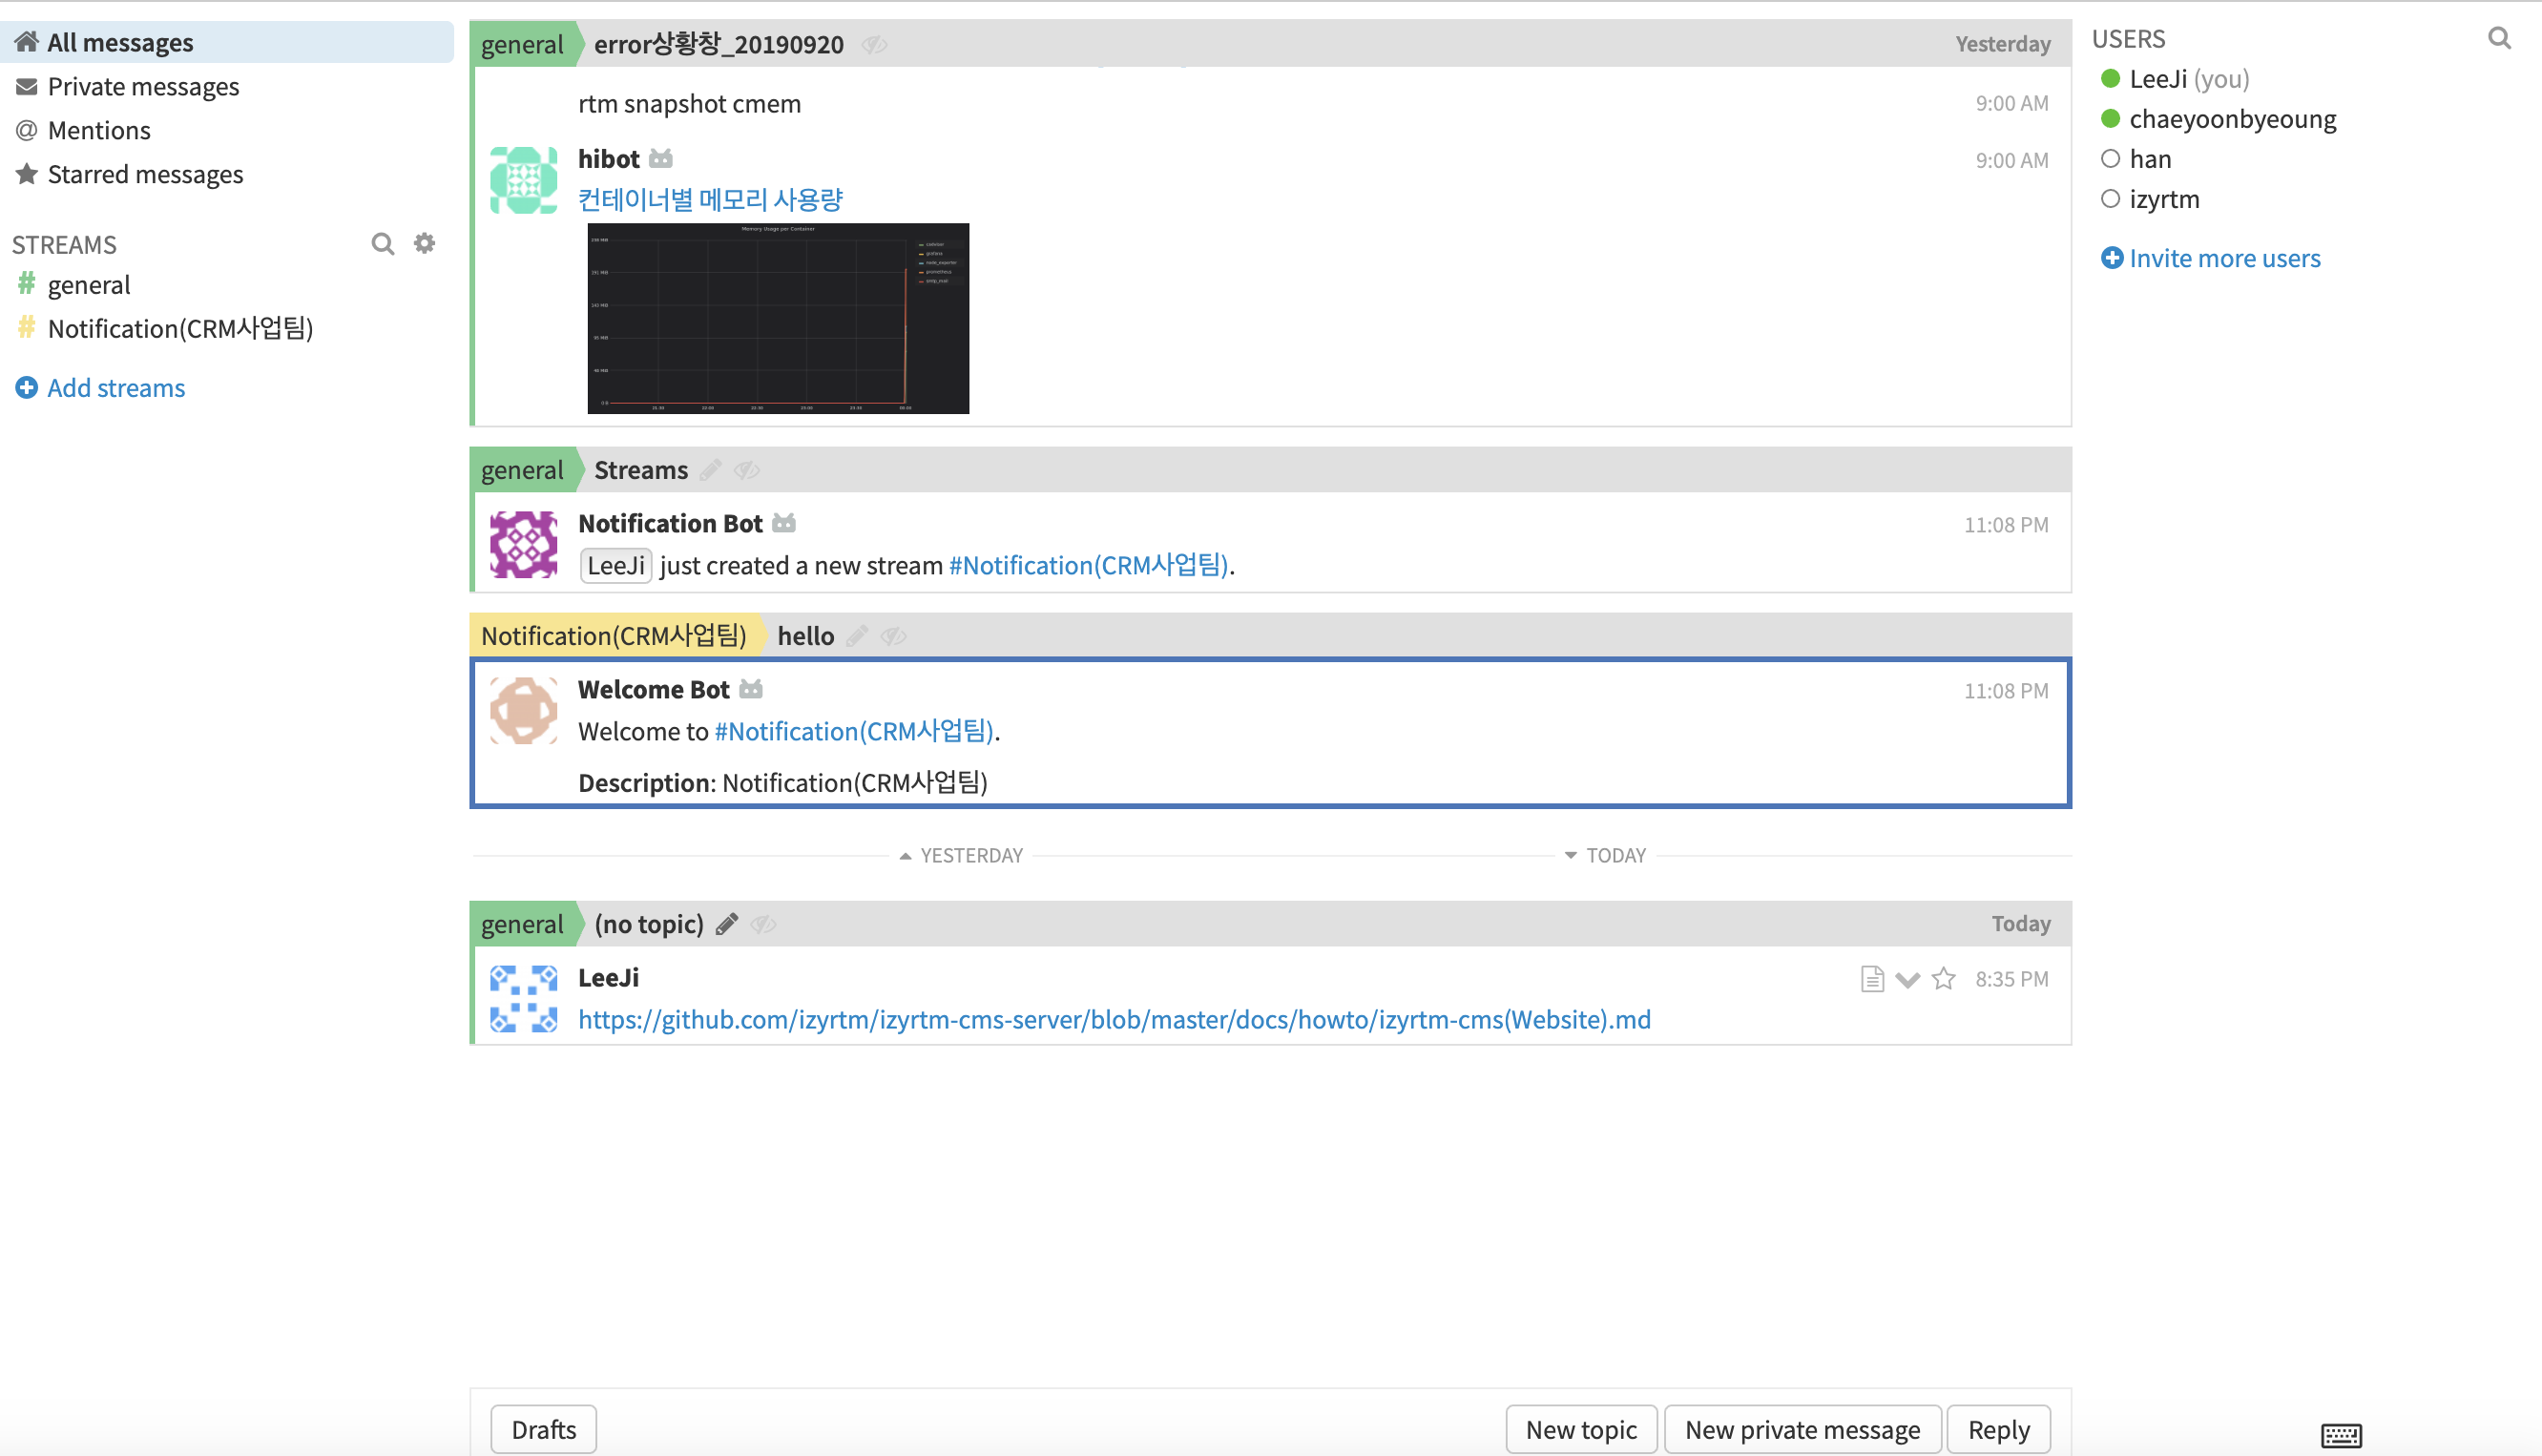 All messages
Private messages
@ Mentions
Starred messages
STREAMS
# general
# Notification(CRM사업팀)
Add streams
general error상황창_20190920 Yesterday
rtm snapshot cmem 9:00 AM
hibot 9:00 AM
컨테이너별 메모리 사용량
Memory Usage per Container
general Streams
Notification Bot 11:08 PM
LeeJi just created a new stream #Notification(CRM사업팀).
Notification(CRM사업팀) hello
Welcome Bot 11:08 PM
Welcome to #Notification(CRM사업팀).
Description: Notification(CRM사업팀)
YESTERDAY TODAY
general (no topic) Today
LeeJi 8:35 PM
https://github.com/izyrtm/izyrtm-cms-server/blob/master/docs/howto/izyrtm-cms(Website).md
Drafts New topic New private message Reply
USERS
LeeJi (you)
chaeyoonbyeoung
han
izyrtm
Invite more users